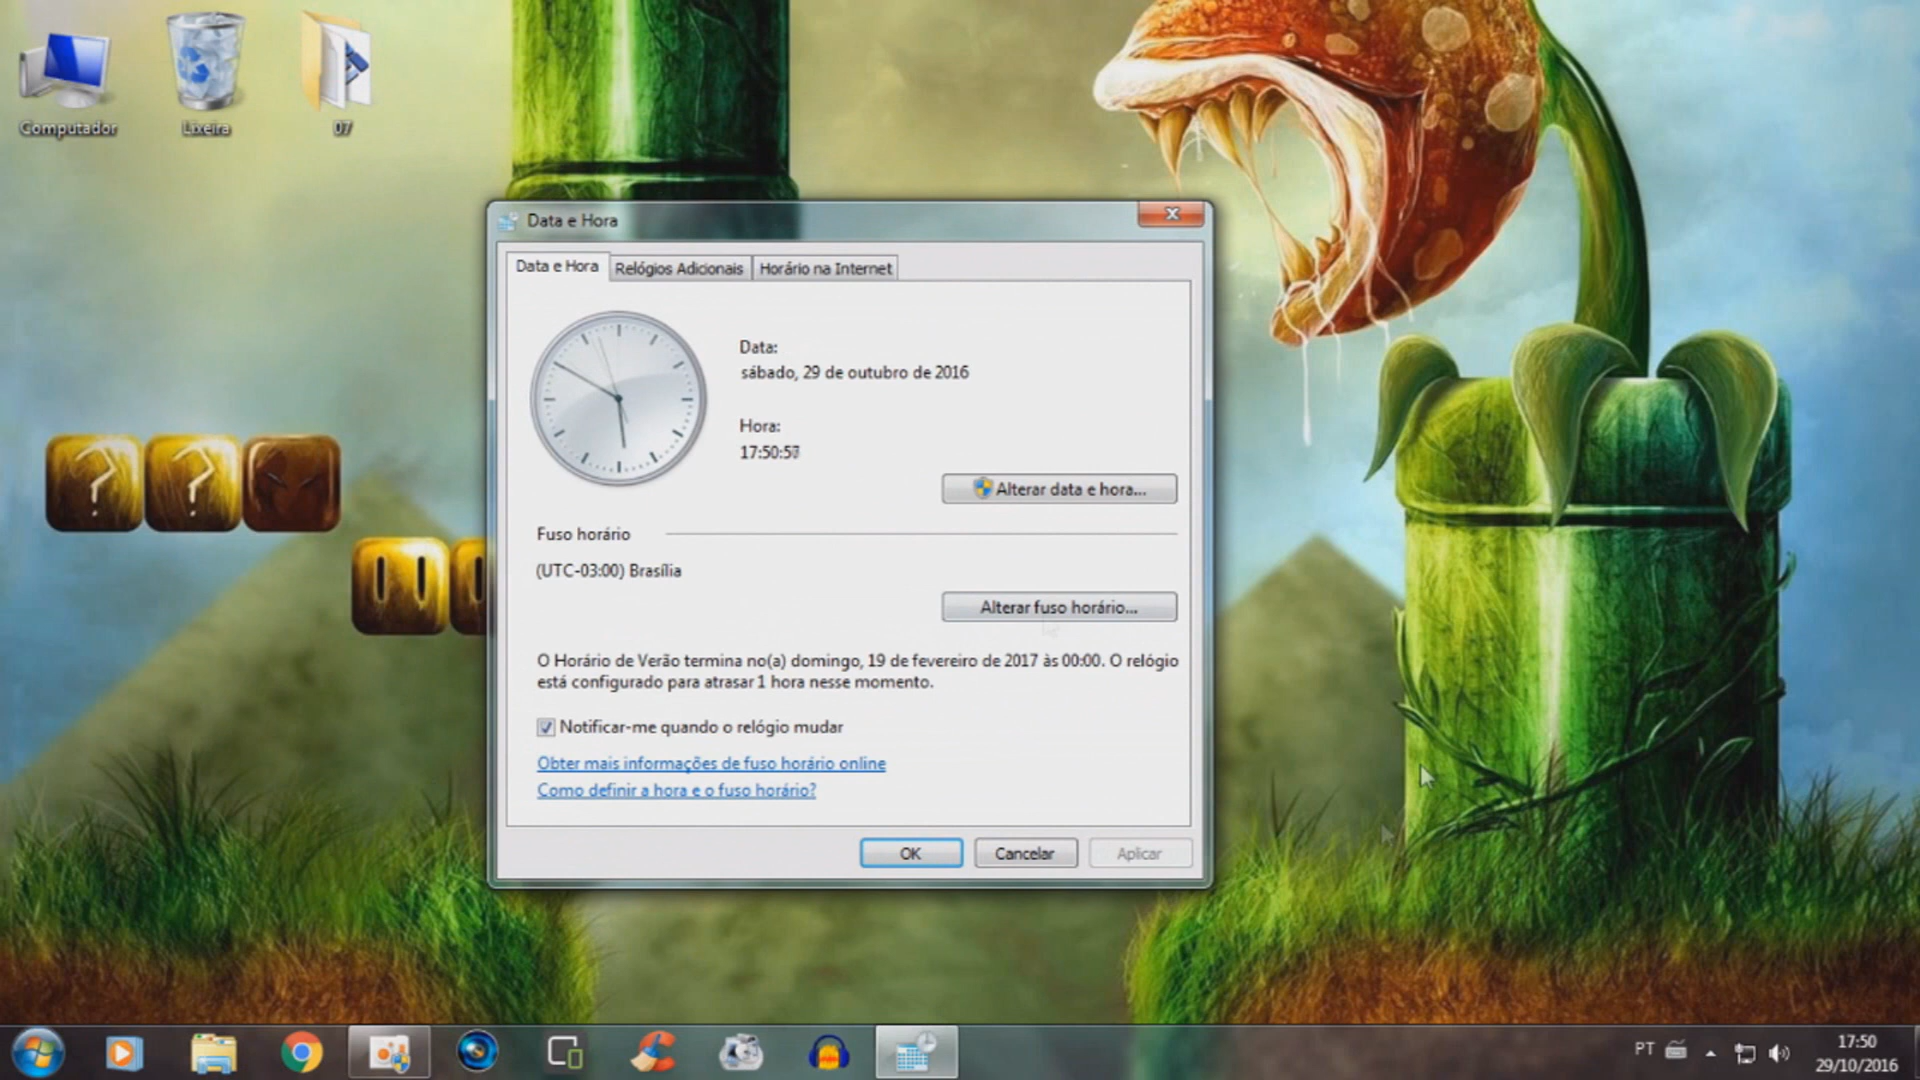 Computador
Lixeira
07
Data e Hora
Data e Hora
Relógios Adicionais
Horário na Internet
Data:
sábado, 29 de outubro de 2016
Hora:
Alterar data e hora...
Fuso horário
(UTC-03:00) Brasília
Alterar fuso horário...
O Horário de Verão termina no(a) domingo, 19 de fevereiro de 2017 às 00:00. O relógio
está configurado para atrasar 1 hora nesse momento.
Notificar-me quando o relógio mudar
Obter mais informações de fuso horário online
Como definir a hora e o fuso horário?
OK
Cancelar
Aplicar
PT
17:50
29/10/2016